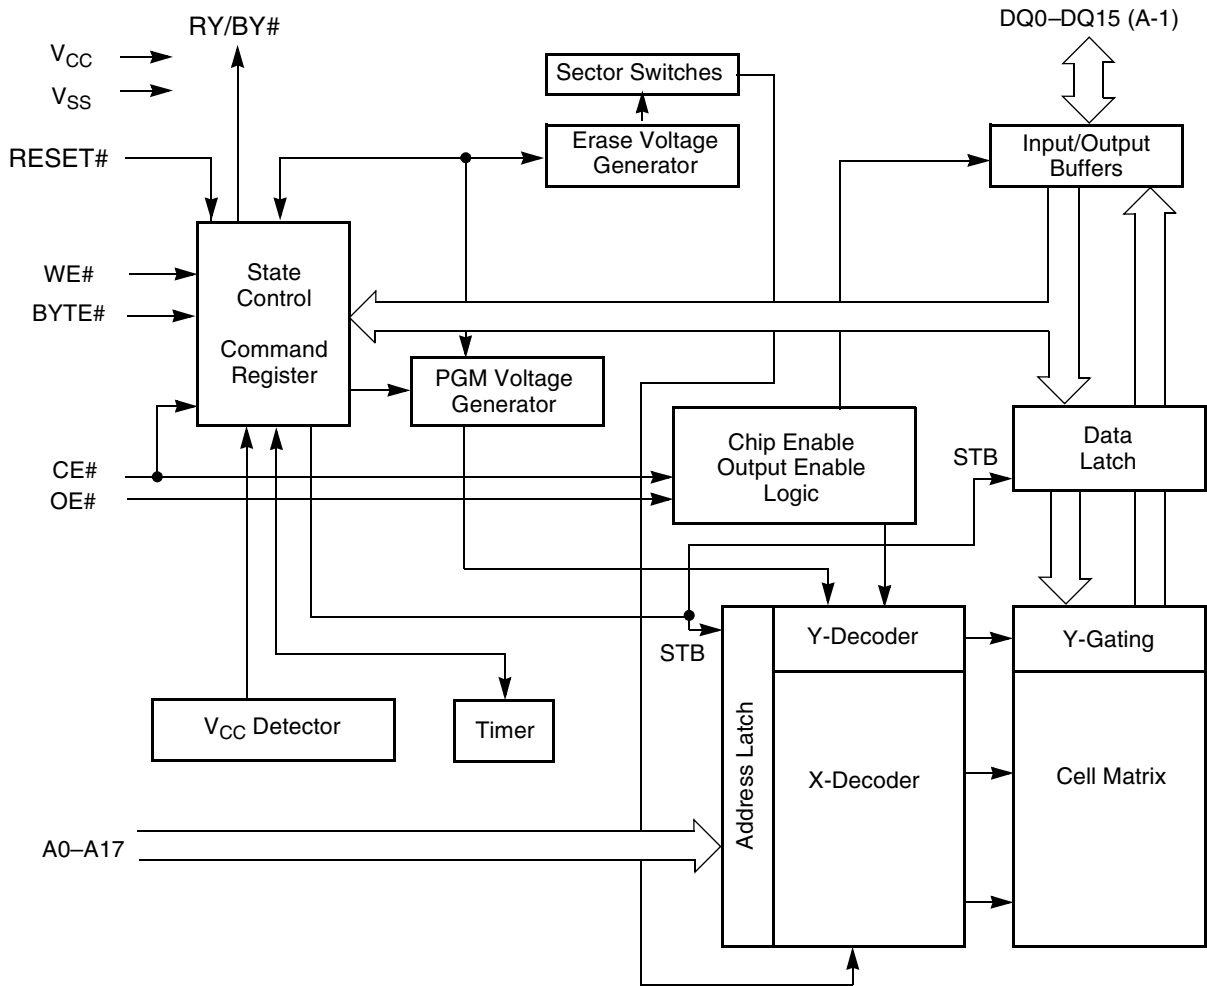 RY/BY#
DQ0–DQ15 (A-1)
VCC
VSS
Sector Switches
RESET#
Erase Voltage
Generator
Input/Output
Buffers
WE#
BYTE#
State
Control
Command
Register
PGM Voltage
Generator
CE#
OE#
Chip Enable
Output Enable
Logic
STB
Data
Latch
STB
Y-Decoder
Y-Gating
VCC Detector
Timer
Address Latch
X-Decoder
Cell Matrix
A0–A17